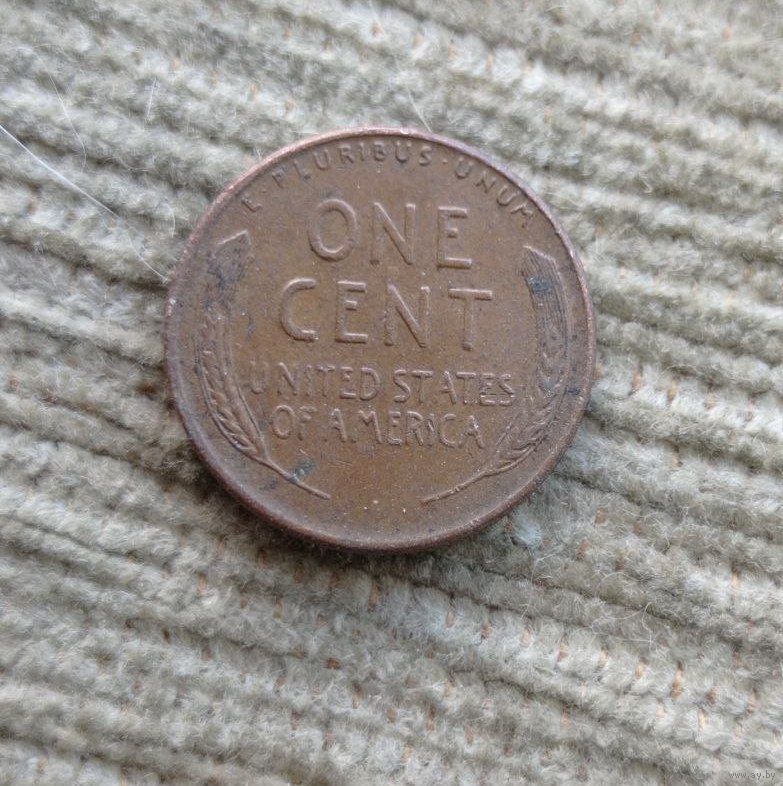 E·PLURIBUS·UNUM
ONE
CENT
UNITED STATES
OF AMERICA
www.ay.by